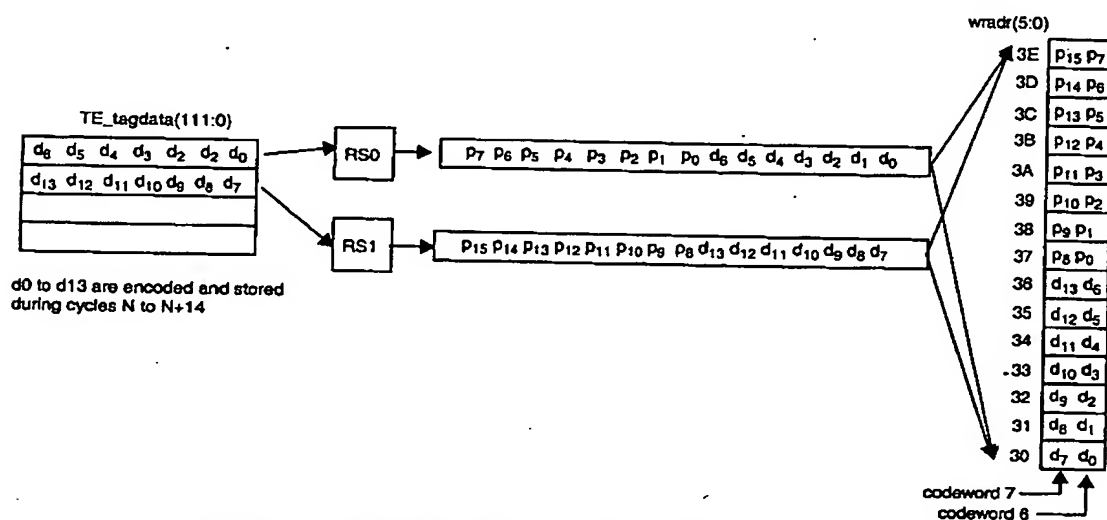 wradr(5:0)
TE_tagdata(111:0)
d6 d5 d4 d3 d2 d2 d0
d13 d12 d11 d10 d9 d8 d7
RS0
RS1
p7 p6 p5 p4 p3 p2 p1 p0 d6 d5 d4 d3 d2 d1 d0
p15 p14 p13 p12 p11 p10 p9 p8 d13 d12 d11 d10 d9 d8 d7
d0 to d13 are encoded and stored
during cycles N to N+14
3E p15 p7
3D p14 p6
3C p13 p5
3B p12 p4
3A p11 p3
39 p10 p2
38 p9 p1
37 p8 p0
36 d13 d6
35 d12 d5
34 d11 d4
33 d10 d3
32 d9 d2
31 d8 d1
30 d7 d0
codeword 7
codeword 6